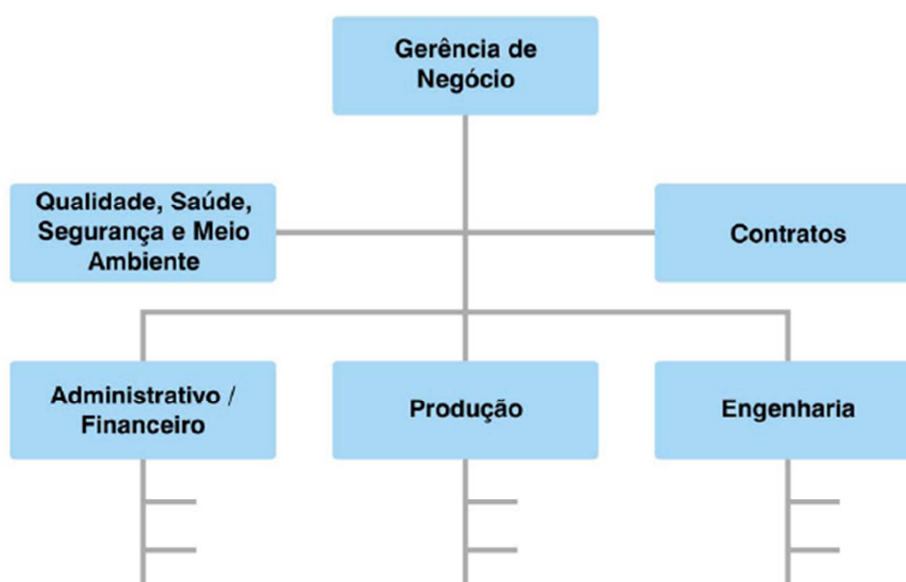 Gerência de
Negócio
Qualidade, Saúde,
Segurança e Meio
Ambiente
Contratos
Administrativo /
Financeiro
Produção
Engenharia